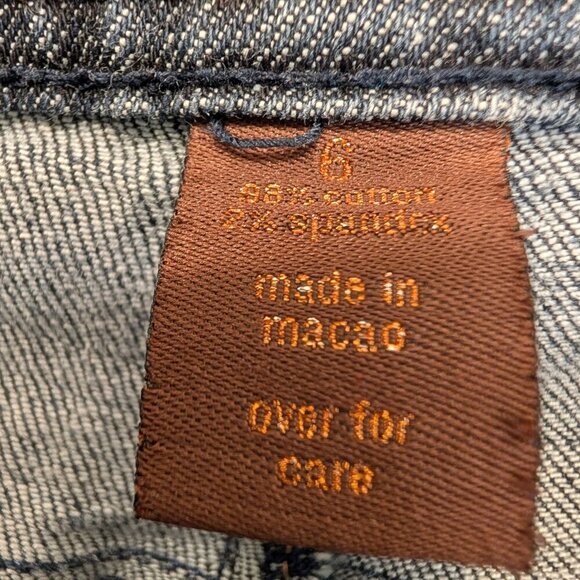 6
98% cotton
2% spandex
made in
macao
over for
care